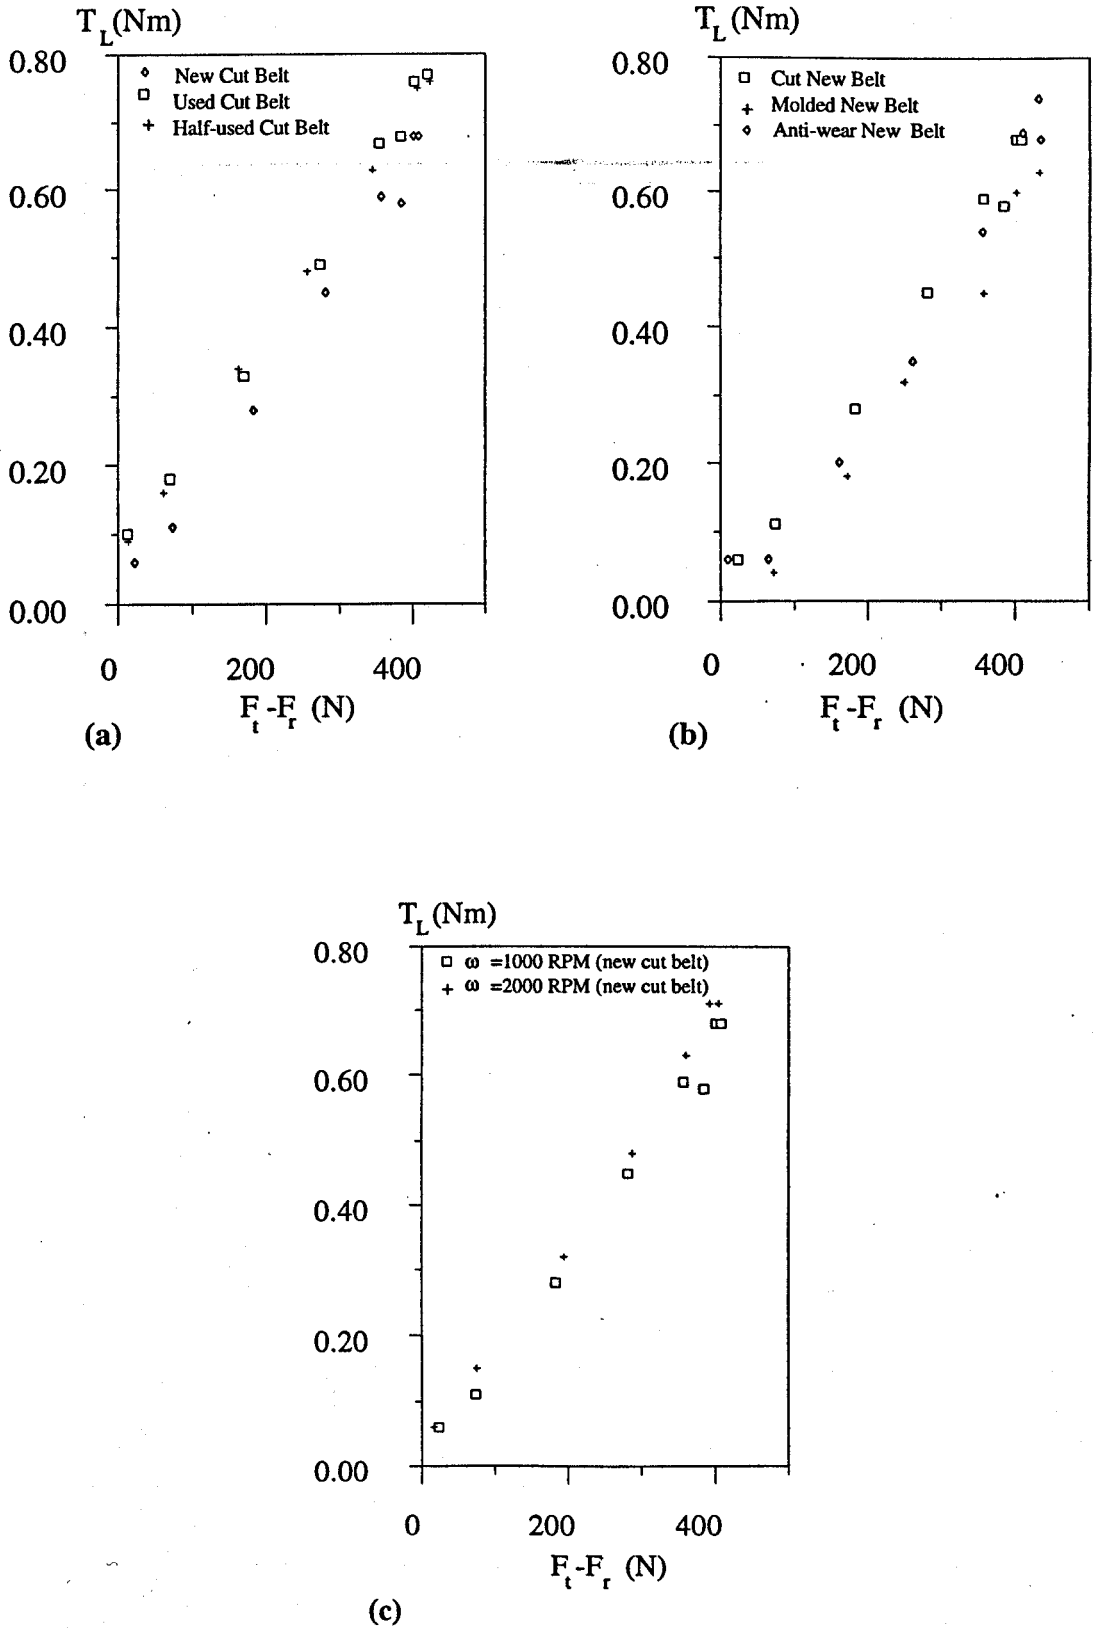 T_L (Nm)
0.80
New Cut Belt
Used Cut Belt
Half-used Cut Belt
0.60
0.40
0.20
0.00
0 200 400
F_t-F_r (N)
(a)
T_L (Nm)
0.80
Cut New Belt
Molded New Belt
Anti-wear New Belt
0.60
0.40
0.20
0.00
0 200 400
F_t-F_r (N)
(b)
T_L (Nm)
0.80
ω =1000 RPM (new cut belt)
ω =2000 RPM (new cut belt)
0.60
0.40
0.20
0.00
0 200 400
F_t-F_r (N)
(c)